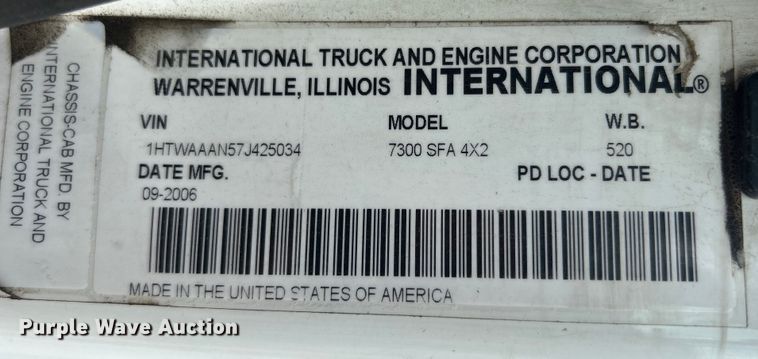 CHASSIS-CAB MFD. BY
INTERNATIONAL TRUCK AND
ENGINE CORPORATION
INTERNATIONAL TRUCK AND ENGINE CORPORATION
WARRENVILLE, ILLINOIS INTERNATIONAL®
VIN MODEL W.B.
1HTWAAAN57J425034 7300 SFA 4X2 520
DATE MFG. PD LOC - DATE
09-2006
MADE IN THE UNITED STATES OF AMERICA
Purple Wave Auction